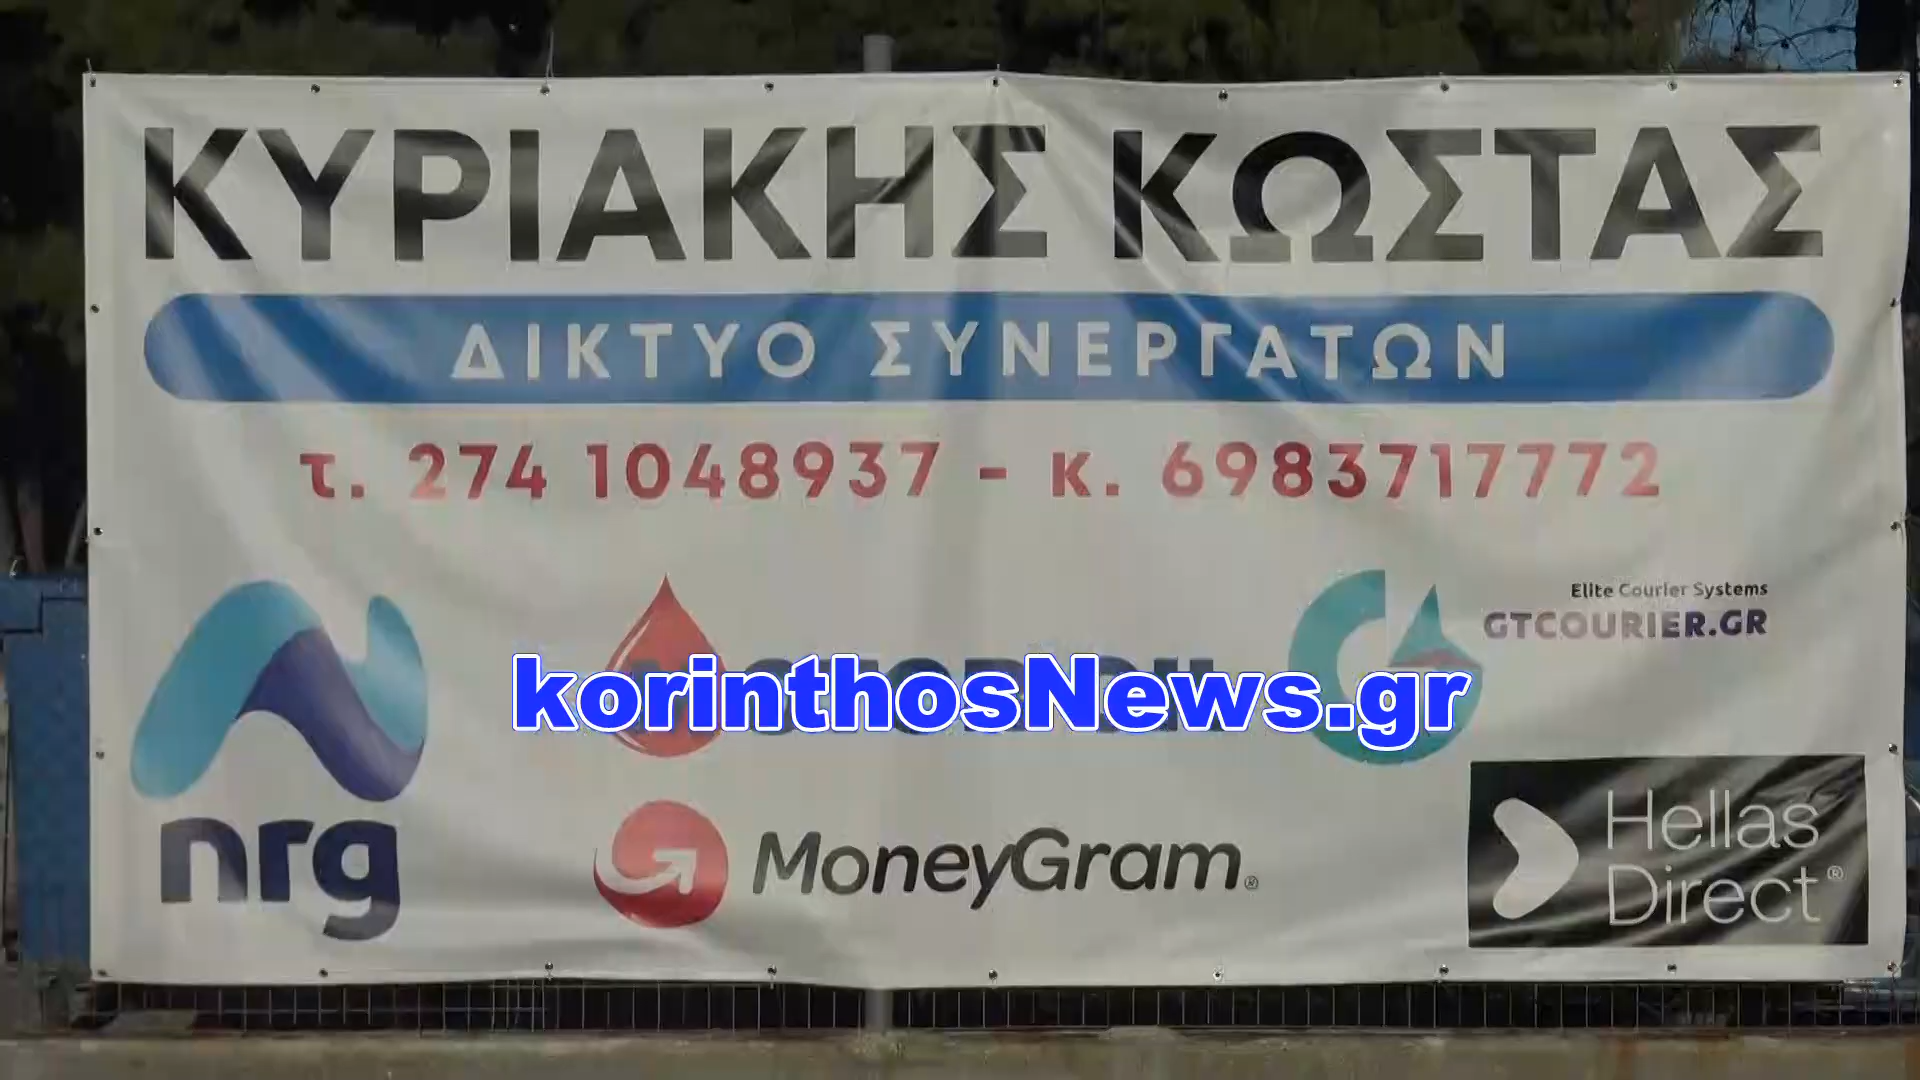 ΚΥΡΙΑΚΗΣ ΚΩΣΤΑΣ
ΔΙΚΤΥΟ ΣΥΝΕΡΓΑΤΩΝ
τ. 274 1048937 - κ. 6983717772
Elite Courier Systems
GTCOURIER.GR
korinthosNews.gr
nrg
MoneyGram®
Hellas
Direct®